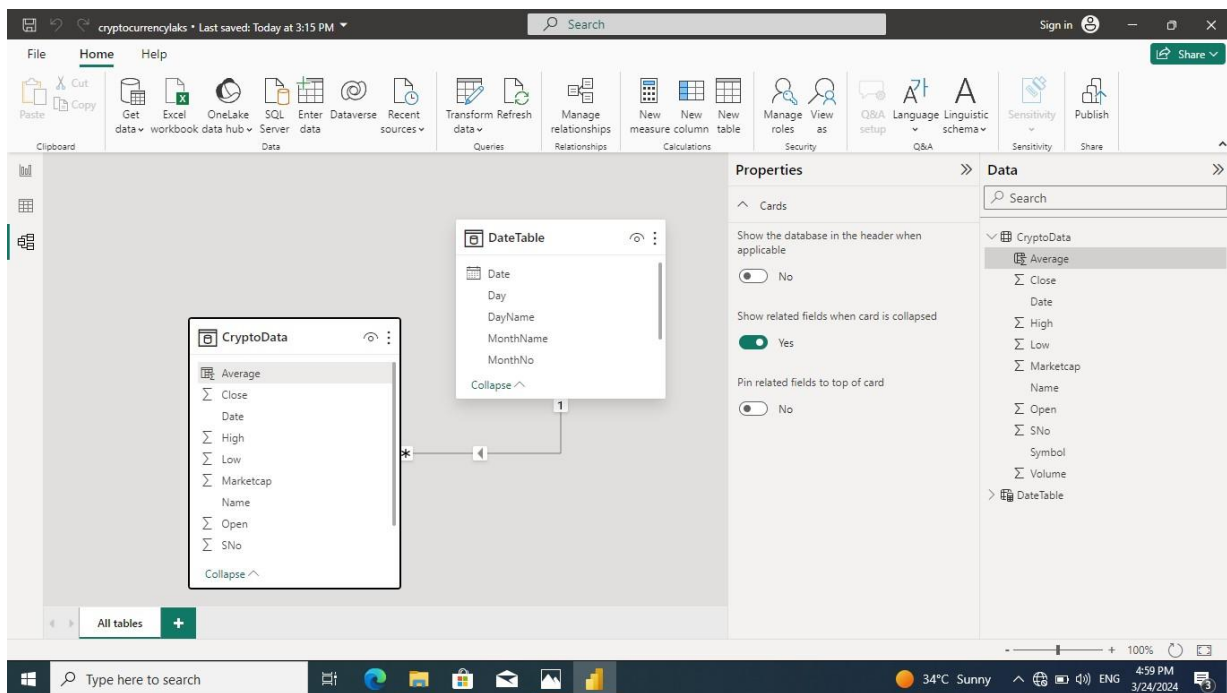 cryptocurrencylaks • Last saved: Today at 3:15 PM
Search
Sign in
File Home Help
Share
Paste
Cut
Copy
Get data
Excel workbook
OneLake data hub
SQL Server
Enter data
Dataverse
Recent sources
Transform data
Refresh
Manage relationships
New measure
New column
New table
Manage roles
View as
Q&A setup
Language
Linguistic schema
Sensitivity
Publish
Clipboard
Data
Queries
Relationships
Calculations
Security
Q&A
Sensitivity
Share
DateTable
Date
Day
DayName
MonthName
MonthNo
Collapse
1
*
CryptoData
Average
Close
Date
High
Low
Marketcap
Name
Open
SNo
Collapse
All tables
+
Properties
Cards
Show the database in the header when
applicable
No
Show related fields when card is collapsed
Yes
Pin related fields to top of card
No
Data
Search
CryptoData
Average
Close
Date
High
Low
Marketcap
Name
Open
SNo
Symbol
Volume
DateTable
- + 100%
Type here to search
34°C Sunny
ENG
4:59 PM
3/24/2024
3